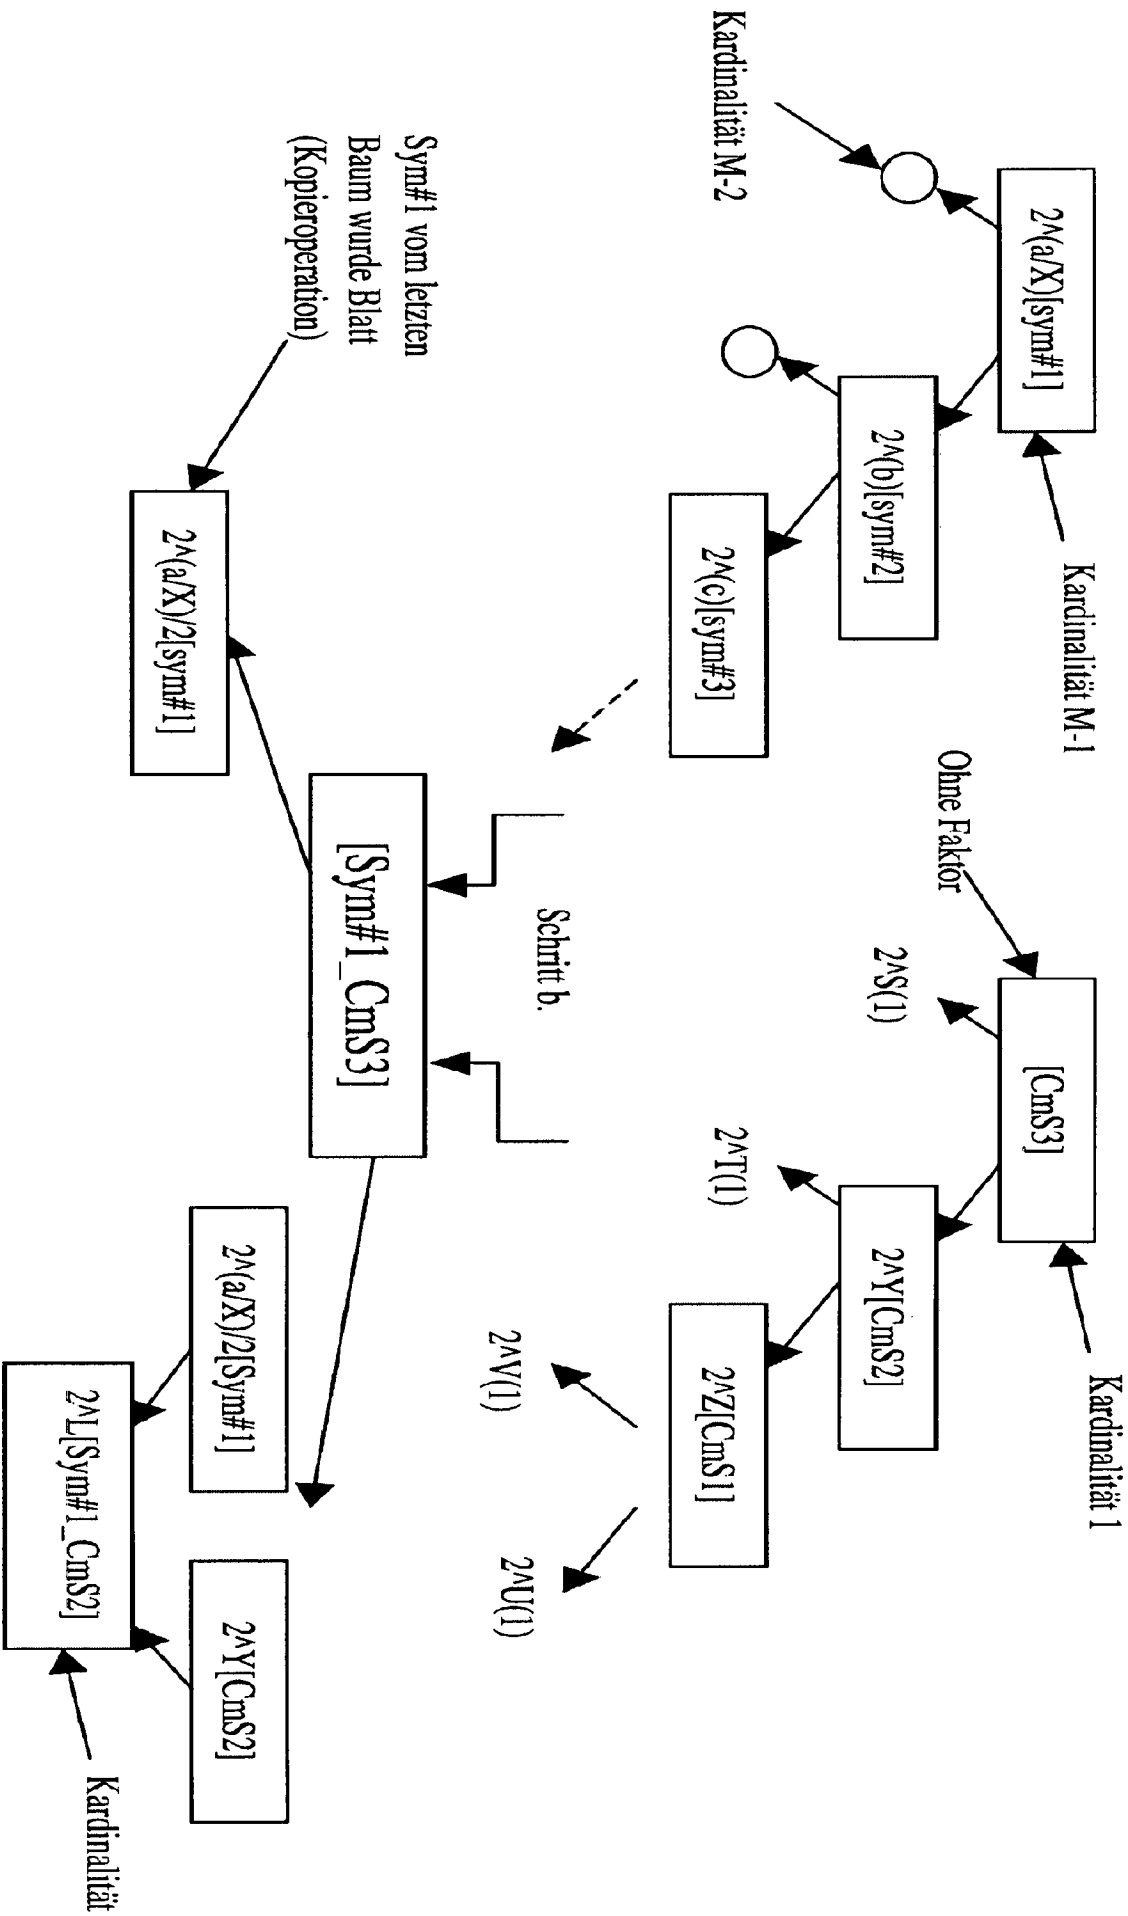 2^(a/X)[sym#1]
Kardinalität M-1
Kardinalität M-2
2^(b)[sym#2]
2^(c)[sym#3]
[CmS3]
Kardinalität 1
Ohne Faktor
2^S(1)
2^Y[CmS2]
2^T(1)
2^Z[CmS1]
2^V(1)
2^U(1)
Schritt b.
[Sym#1_CmS3]
Sym#1 vom letzten
Baum wurde Blatt
(Kopieroperation)
2^(a/X)/2[sym#1]
2^(a/X)/2[Sym#1]
2^Y[CmS2]
2^L[Sym#1_CmS2]
Kardinalität